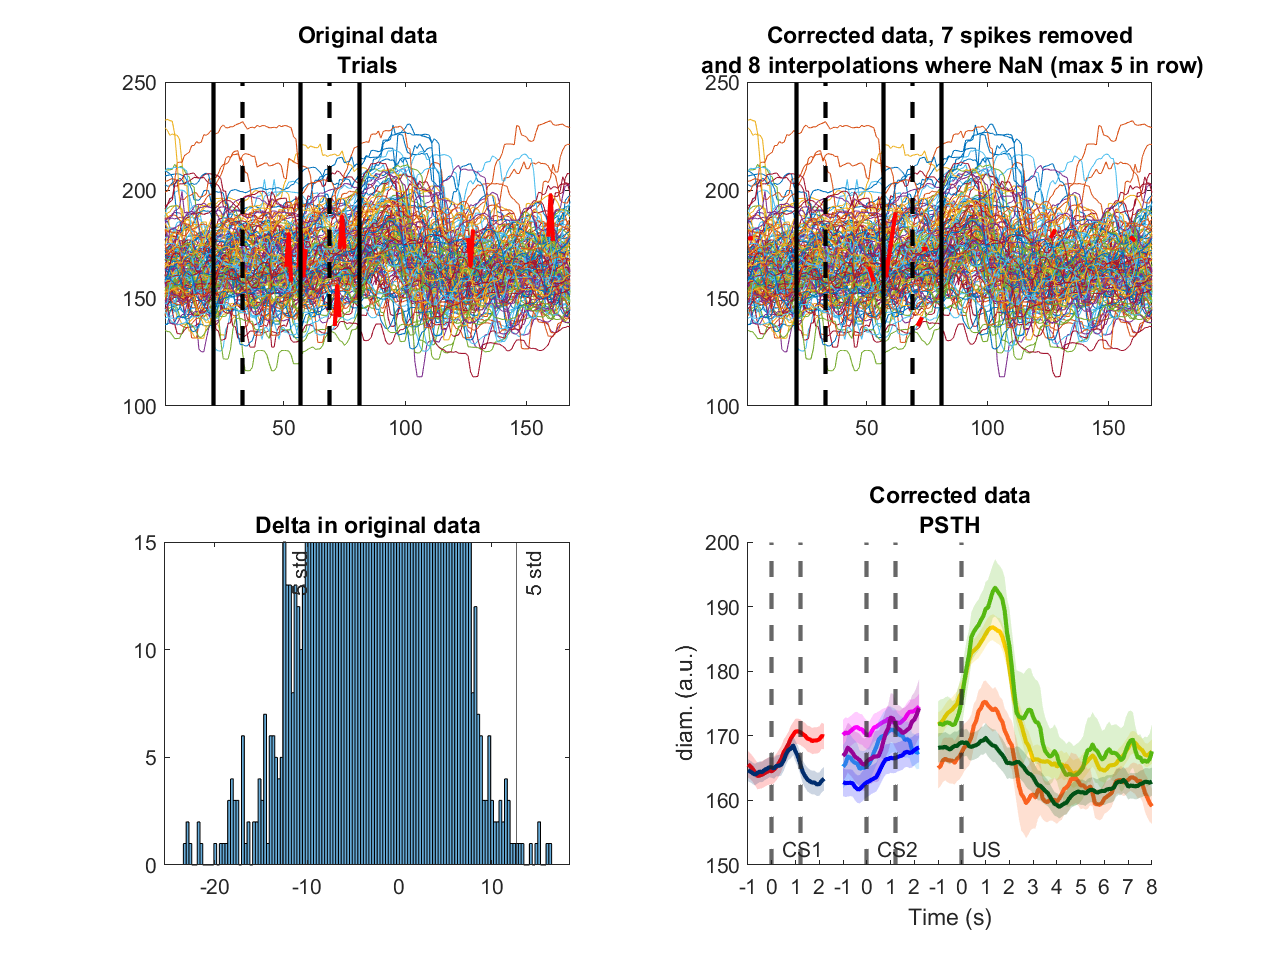 Original data
Trials
250
200
150
100
50
100
150
Corrected data, 7 spikes removed
and 8 interpolations where NaN (max 5 in row)
250
200
150
100
50
100
150
Delta in original data
15
10
5
0
-20
-10
0
10
5 std
5 std
Corrected data
PSTH
200
190
180
170
160
150
diam. (a.u.)
CS1
CS2
US
-1 0 1 2 -1 0 1 2 -1 0 1 2 3 4 5 6 7 8
Time (s)